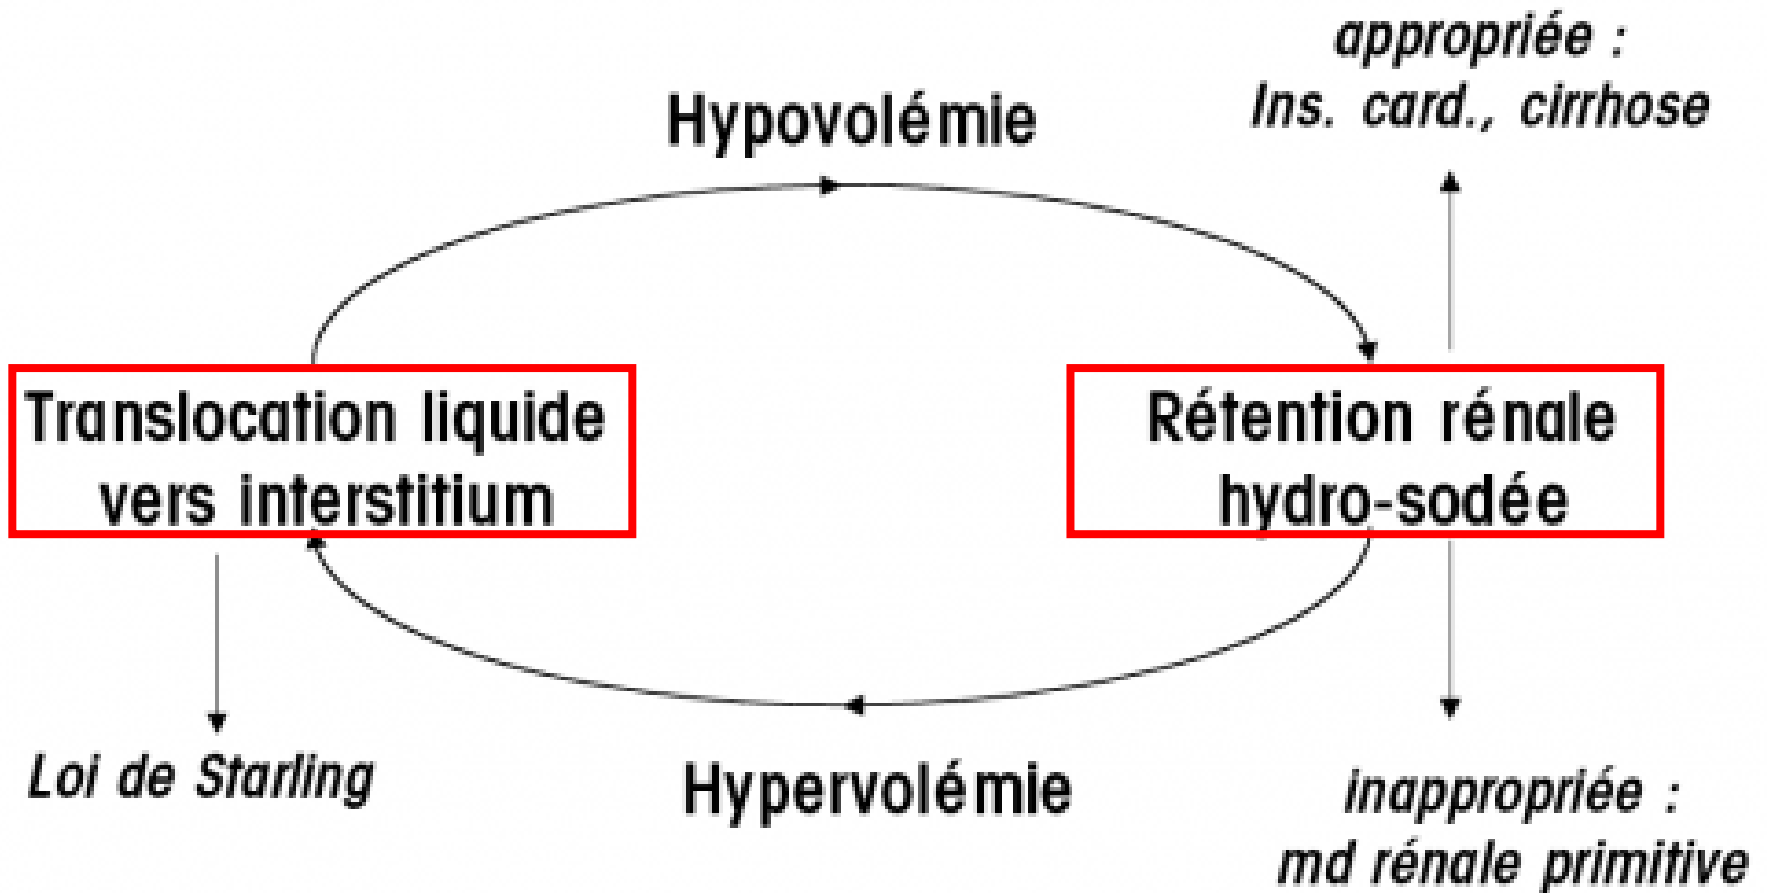 appropriée :
Ins. card., cirrhose
Hypovolémie
Translocation liquide
vers interstitium
Rétention rénale
hydro-sodée
Loi de Starling
Hypervolémie
inappropriée :
md rénale primitive